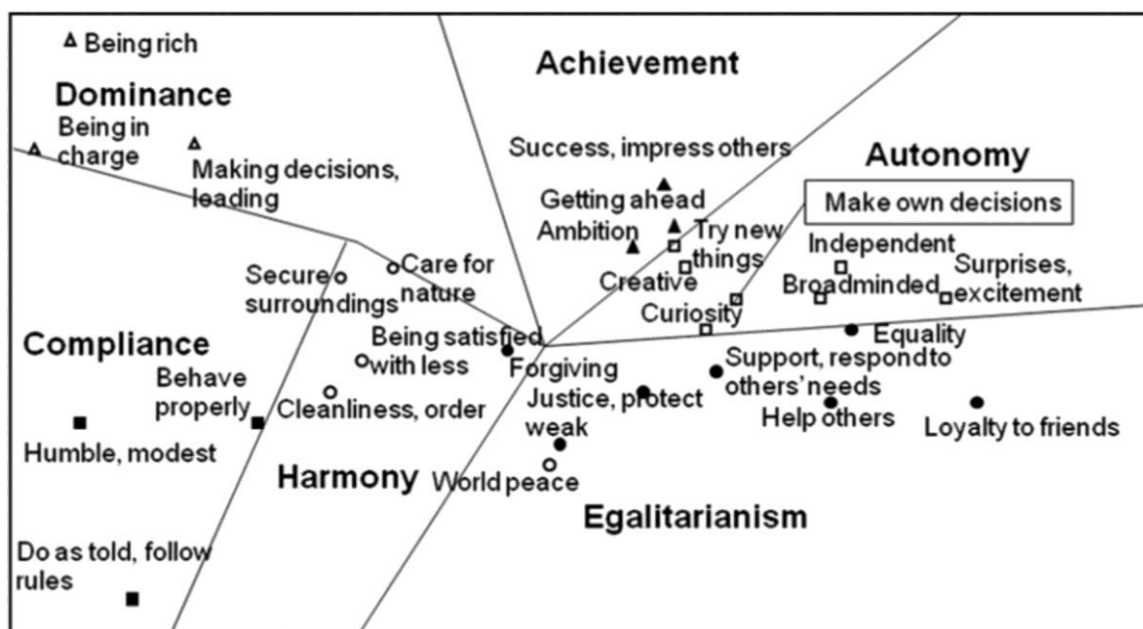 Being rich
Dominance
Being in
charge
Making decisions,
leading
Achievement
Success, impress others
Getting ahead
Ambition
Try new
things
Creative
Curiosity
Autonomy
Make own decisions
Independent
Broadminded
Surprises,
excitement
Secure
surroundings
Care for
nature
Being satisfied
with less
Cleanliness, order
Harmony
Compliance
Behave
properly
Humble, modest
Do as told, follow
rules
Forgiving
Justice, protect
weak
World peace
Equality
Support, respond to
others' needs
Help others
Loyalty to friends
Egalitarianism